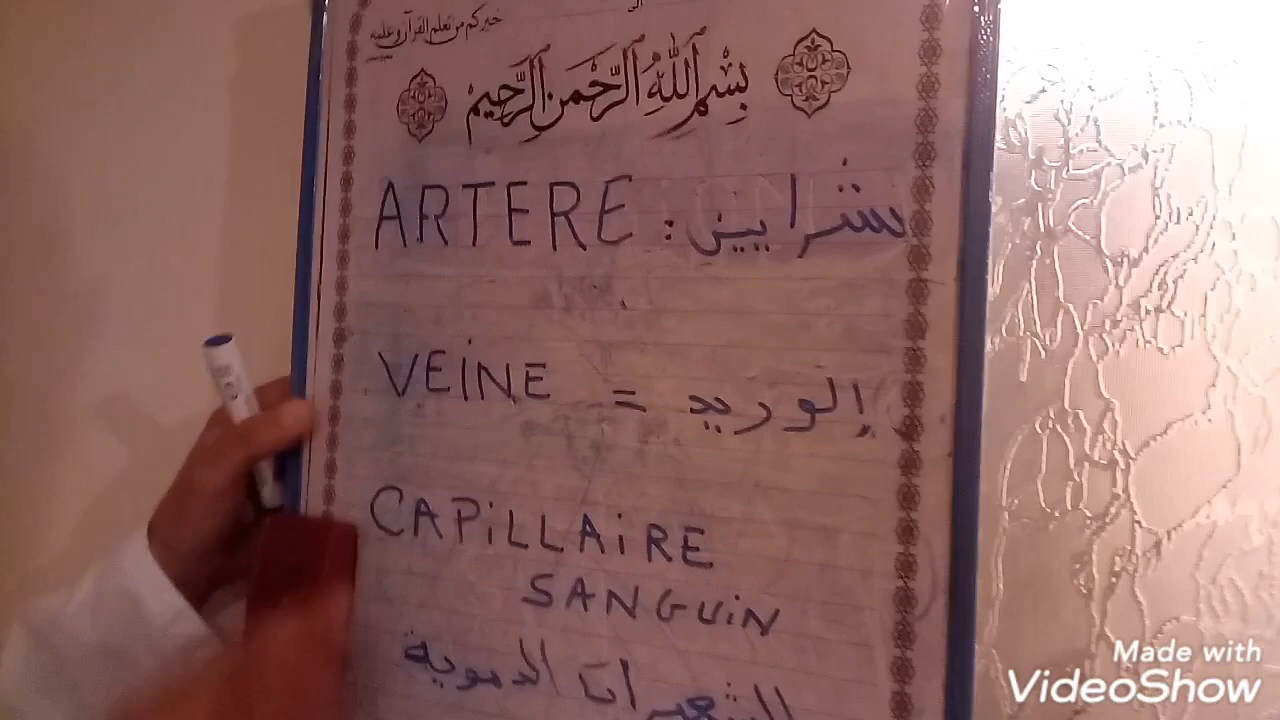 خيركم من تعلم القرآن وعلمه
بسم الله الرحمن الرحيم
ARTERE : شرايين
VEINE = الوريد
CAPILLAIRE
SANGUIN
الشعيرات الدموية
Made with
VideoShow